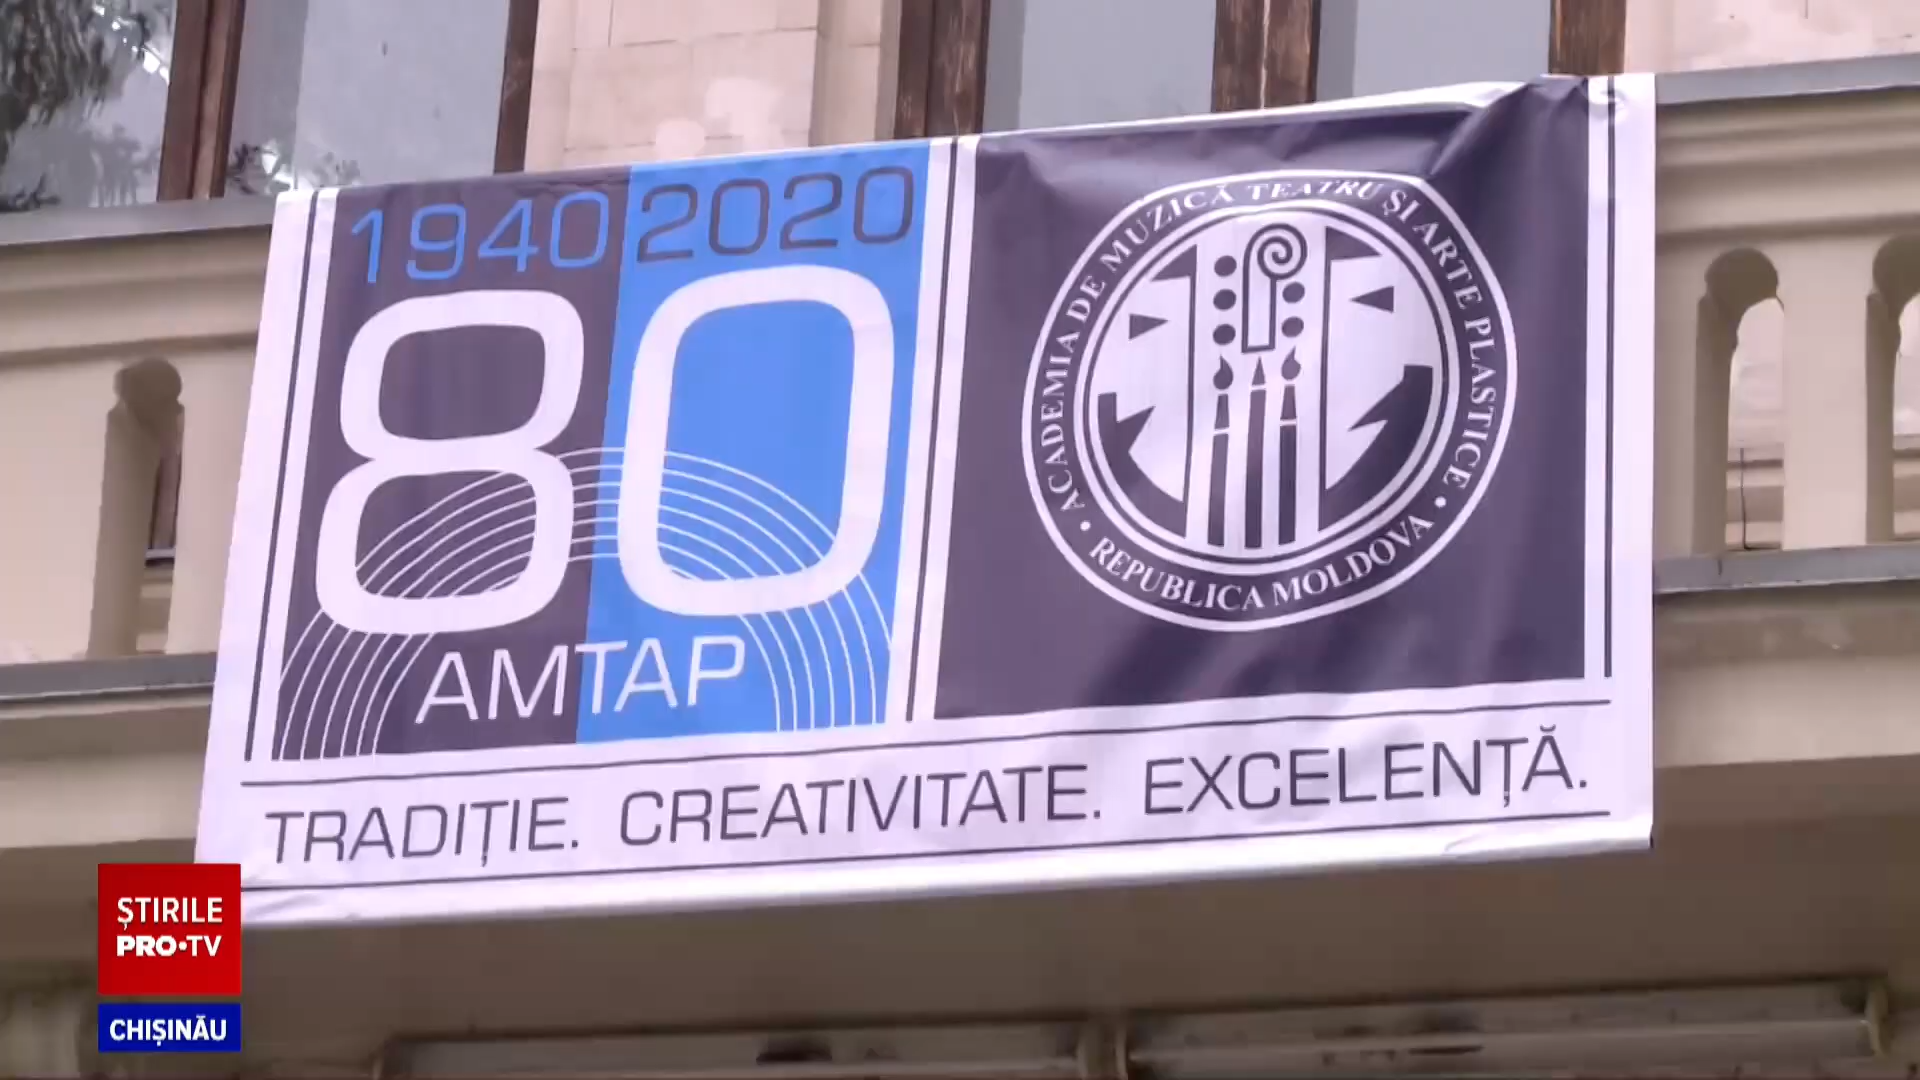 1940 2020
80
AMTAP
ACADEMIA DE MUZICĂ TEATRU ȘI ARTE PLASTICE
• REPUBLICA MOLDOVA •
TRADIȚIE. CREATIVITATE. EXCELENȚĂ.
ȘTIRILE
PRO•TV
CHIȘINĂU